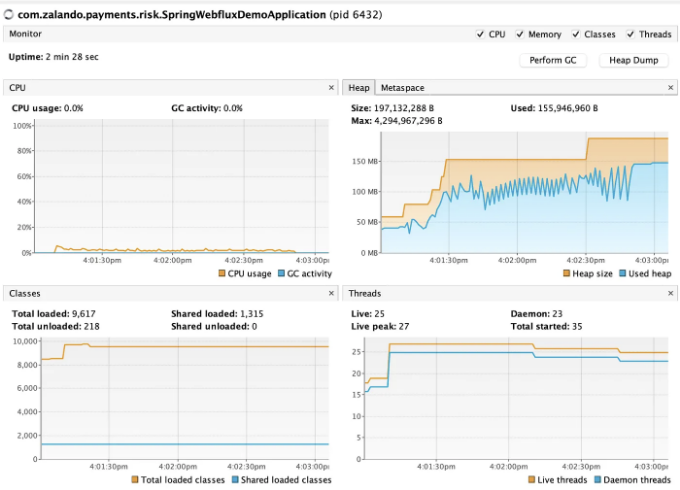 com.zalando.payments.risk.SpringWebfluxDemoApplication (pid 6432)
Monitor
CPU Memory Classes Threads
Uptime: 2 min 28 sec
Perform GC Heap Dump
CPU ×
CPU usage: 0.0% GC activity: 0.0%
100%
80%
60%
40%
20%
0%
4:01:30pm 4:02:00pm 4:02:30pm 4:03:00pm
CPU usage GC activity
Heap Metaspace ×
Size: 197,132,288 B Used: 155,946,960 B
Max: 4,294,967,296 B
150 MB
100 MB
50 MB
0 MB
4:01:30pm 4:02:00pm 4:02:30pm 4:03:00pm
Heap size Used heap
Classes ×
Total loaded: 9,617 Shared loaded: 1,315
Total unloaded: 218 Shared unloaded: 0
10,000
8,000
6,000
4,000
2,000
0
4:01:30pm 4:02:00pm 4:02:30pm 4:03:00pm
Total loaded classes Shared loaded classes
Threads ×
Live: 25 Daemon: 23
Live peak: 27 Total started: 35
25
20
15
10
5
0
4:01:30pm 4:02:00pm 4:02:30pm 4:03:00pm
Live threads Daemon threads